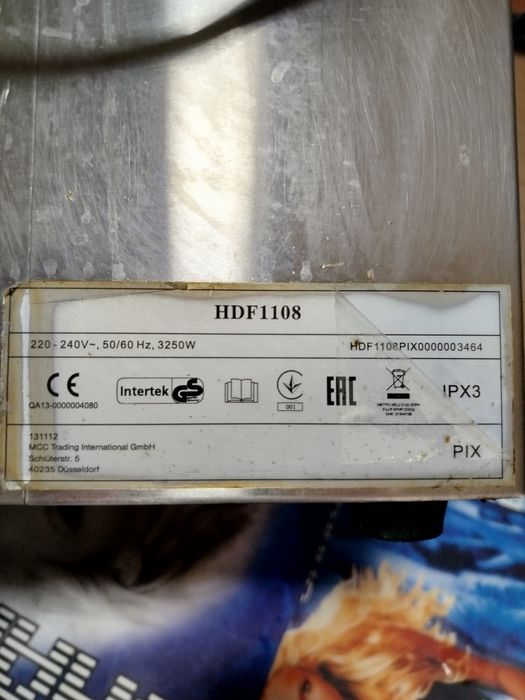 HDF1108
220 - 240V~, 50/60 Hz, 3250W
HDF1108PIX0000003464
CE
QA13-0000004080
Intertek GS
001
EAC
IPX3
131112
MCC Trading International GmbH
Schlüterstr. 5
40235 Düsseldorf
PIX